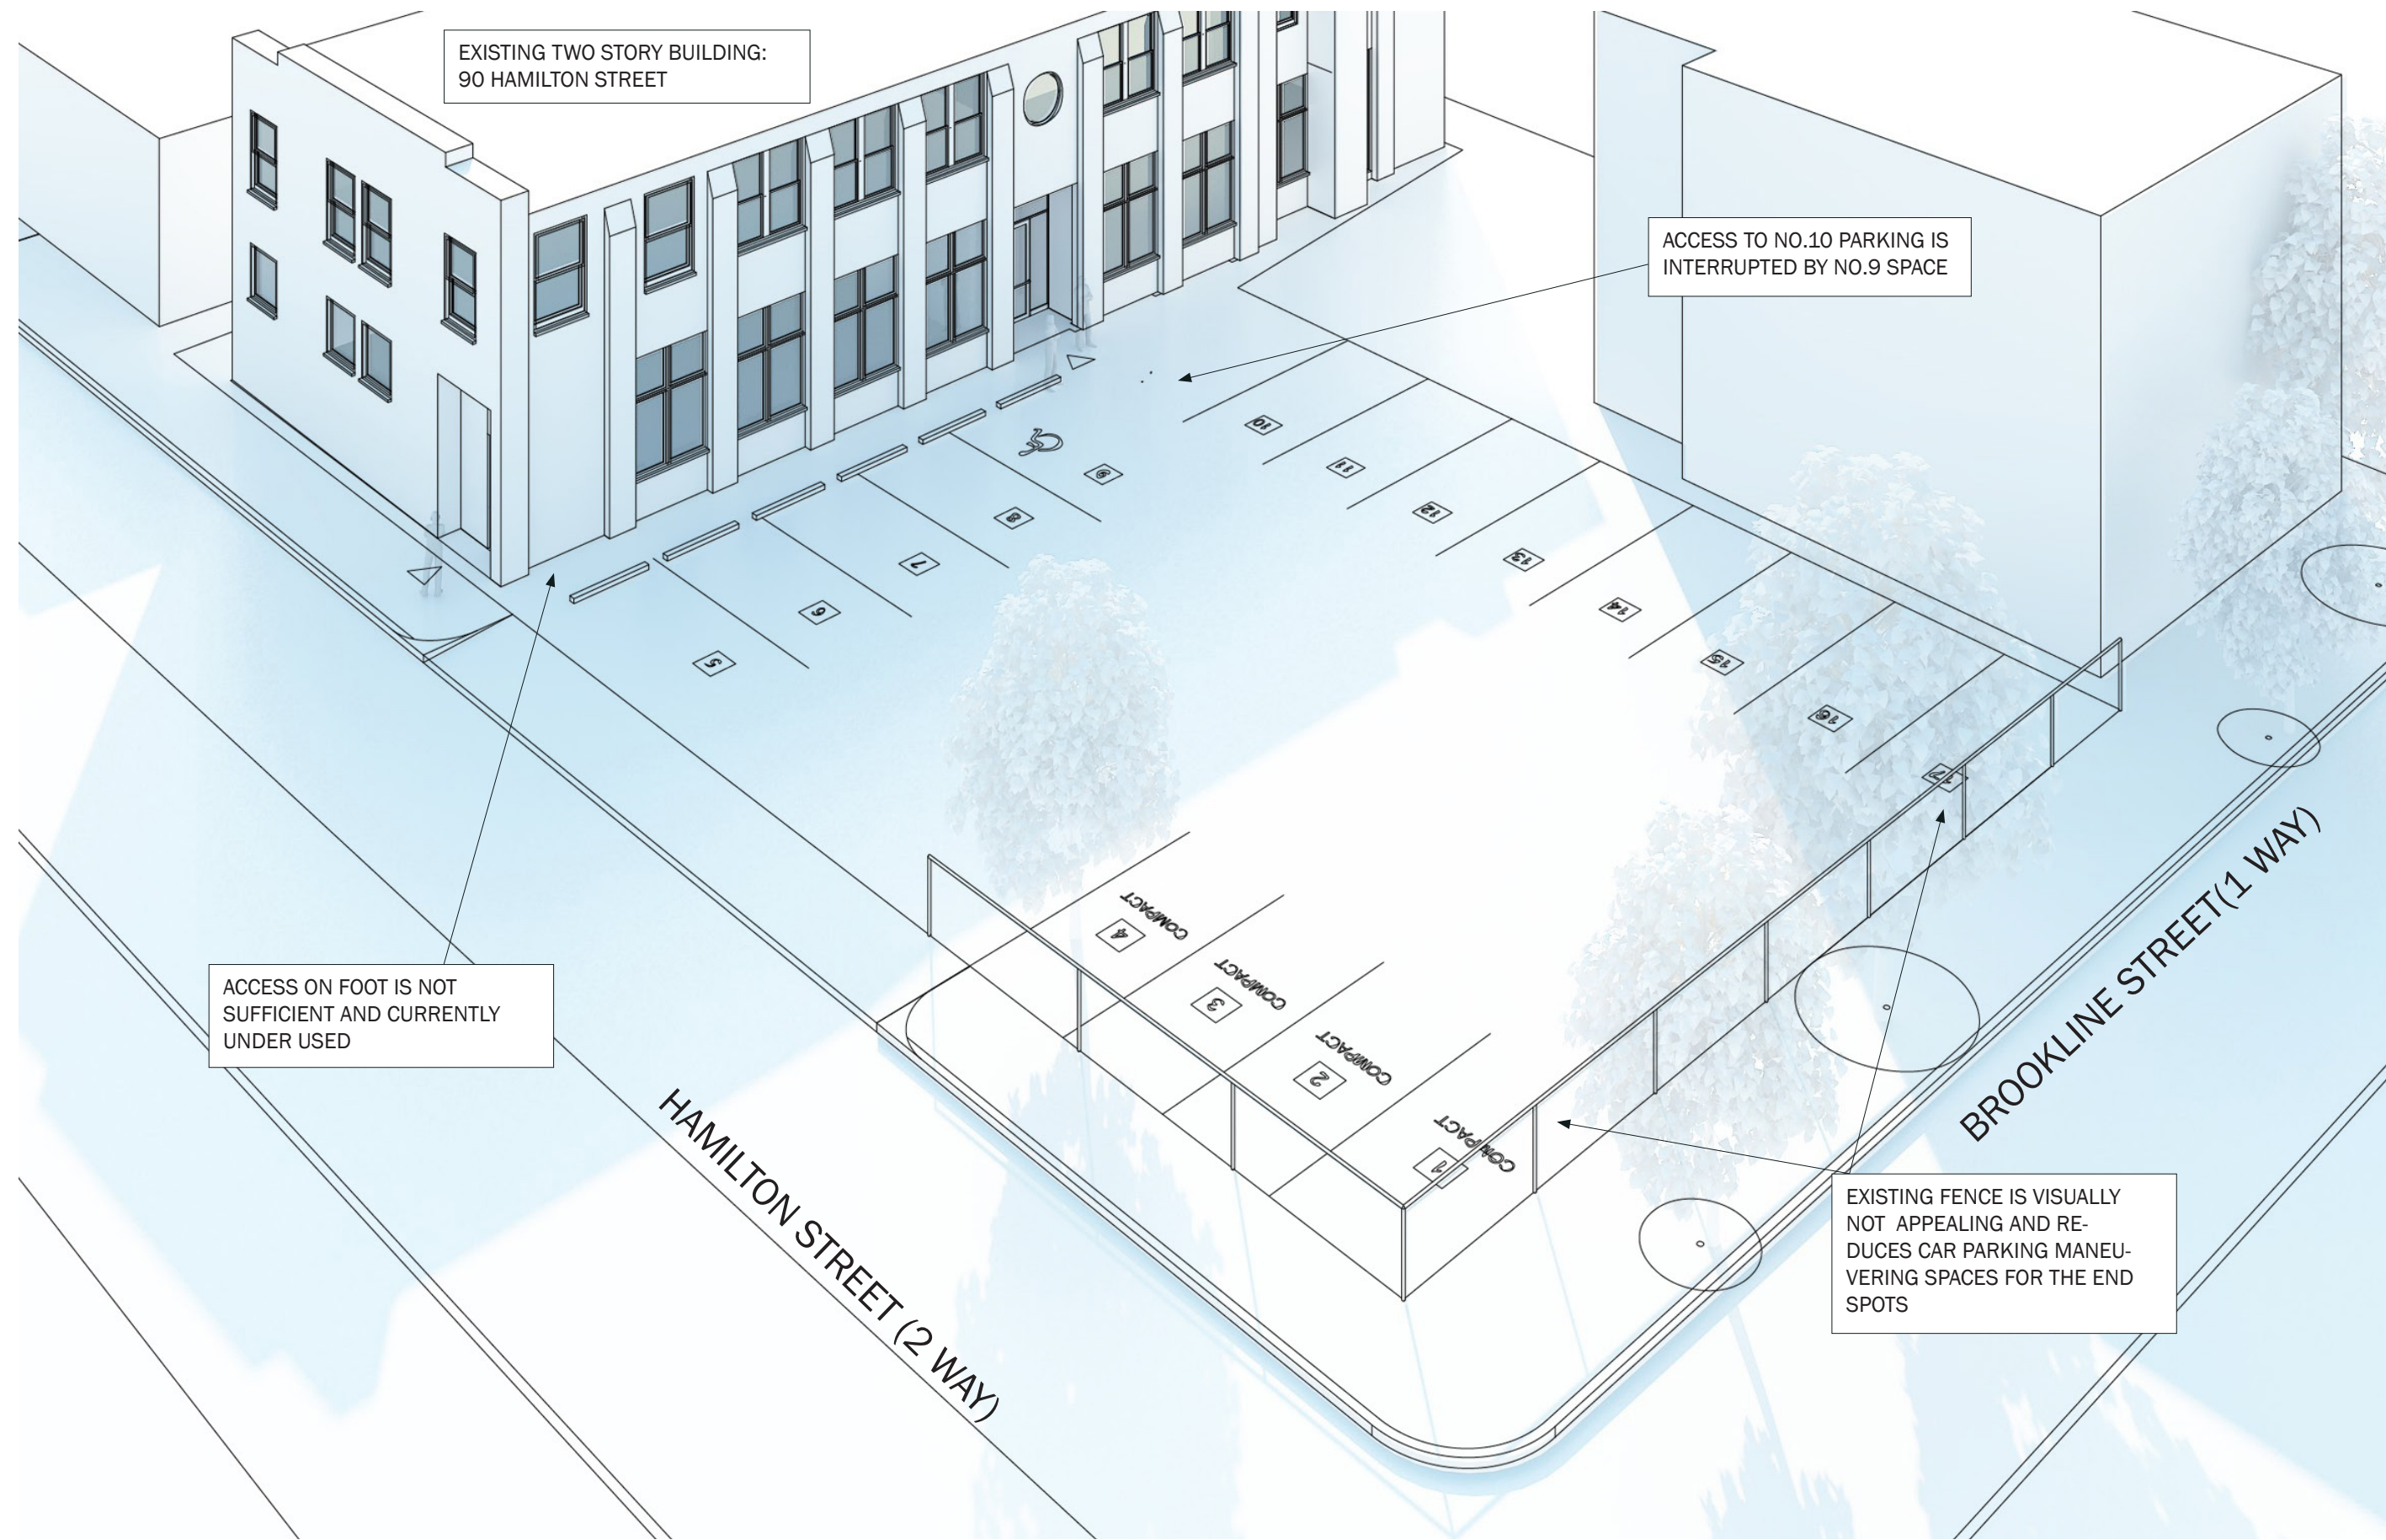 EXISTING TWO STORY BUILDING:
90 HAMILTON STREET
ACCESS TO NO.10 PARKING IS
INTERRUPTED BY NO.9 SPACE
10
11
12
13
14
15
16
17
9
8
7
6
5
4
COMPACT
3
COMPACT
2
COMPACT
1
COMPACT
ACCESS ON FOOT IS NOT
SUFFICIENT AND CURRENTLY
UNDER USED
HAMILTON STREET (2 WAY)
BROOKLINE STREET(1 WAY)
EXISTING FENCE IS VISUALLY
NOT APPEALING AND RE-
DUCES CAR PARKING MANEU-
VERING SPACES FOR THE END
SPOTS